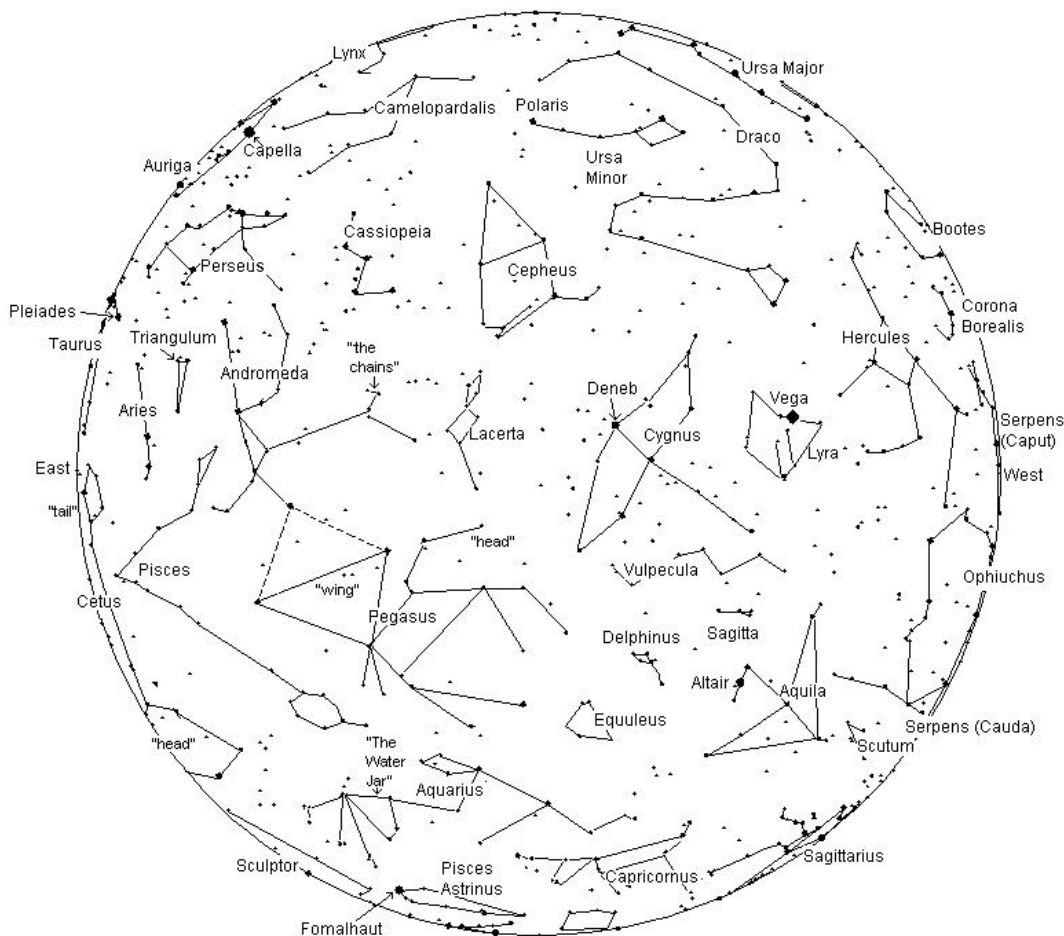 Lynx
Ursa Major
Camelopardalis
Polaris
Capella
Draco
Auriga
Ursa
Minor
Cassiopeia
Bootes
Perseus
Cepheus
Pleiades
Corona
Borealis
Triangulum
Taurus
Hercules
"the
chains"
Andromeda
Deneb
Vega
Aries
Lacerta
Cygnus
Serpens
(Caput)
Lyra
East
West
"tail"
"head"
Pisces
Vulpecula
Ophiuchus
Cetus
"wing"
Pegasus
Delphinus
Sagitta
Altair
Aquila
Equuleus
Serpens (Cauda)
"head"
Scutum
"The
Water
Jar"
Aquarius
Sagittarius
Sculptor
Pisces
Astrinus
Capricornus
Fomalhaut